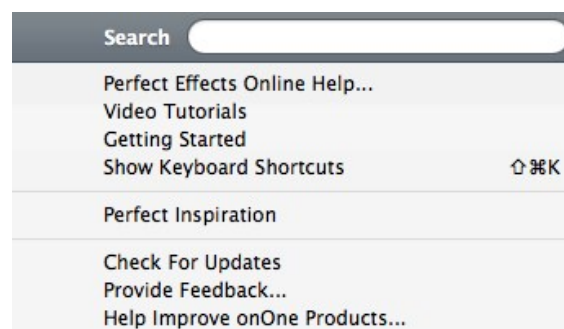 Search
Perfect Effects Online Help...
Video Tutorials
Getting Started
Show Keyboard Shortcuts ⇧⌘K
Perfect Inspiration
Check For Updates
Provide Feedback...
Help Improve onOne Products...